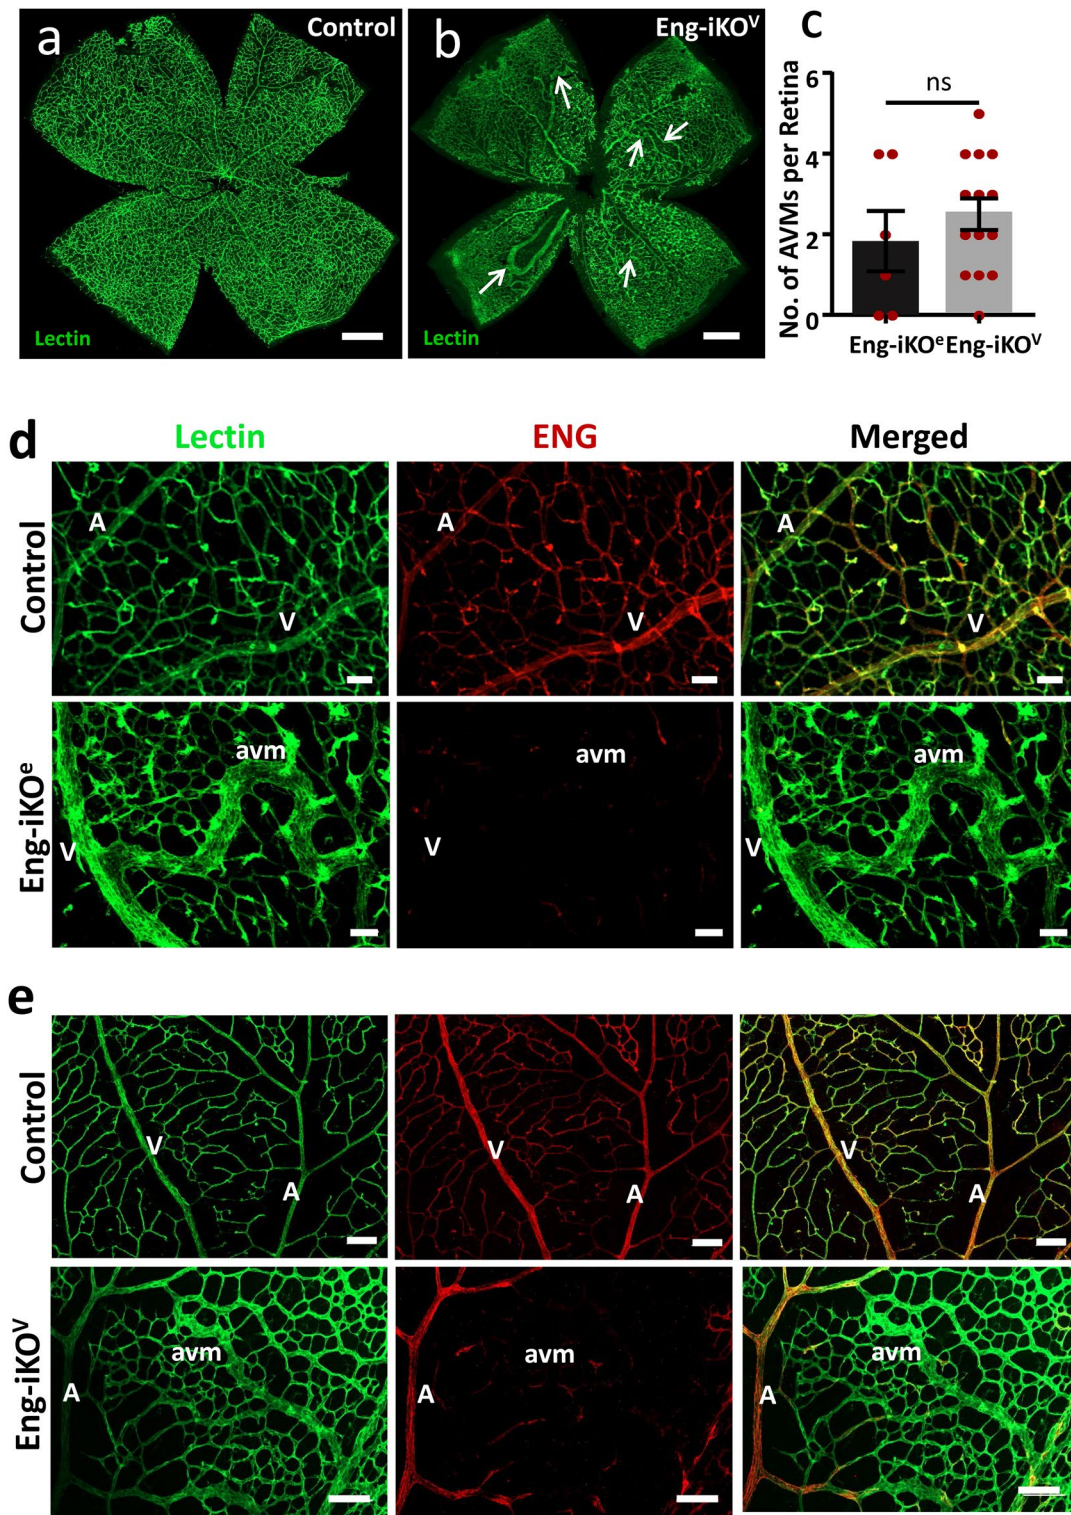 a
Control
Lectin
b
Eng-iKOⱽ
Lectin
c
No. of AVMs per Retina
6
4
2
0
ns
Eng-iKOᵉ Eng-iKOⱽ
d
Lectin
ENG
Merged
Control
A
V
A
V
A
V
Eng-iKOᵉ
avm
V
avm
V
avm
V
e
Control
V
A
V
A
V
A
Eng-iKOⱽ
avm
A
avm
A
avm
A